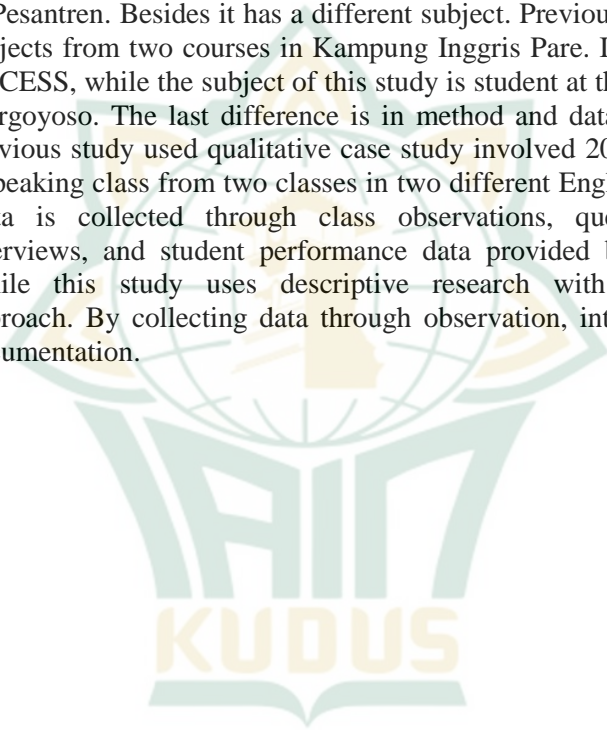 Pesantren. Besides it has a different subject. Previou
jects from two courses in Kampung Inggris Pare. I
CESS, while the subject of this study is student at th
rgoyoso. The last difference is in method and data
vious study used qualitative case study involved 20
peaking class from two classes in two different Engl
ta is collected through class observations, que
erviews, and student performance data provided b
ile this study uses descriptive research with
proach. By collecting data through observation, int
umentation.
IAIN
KUDUS